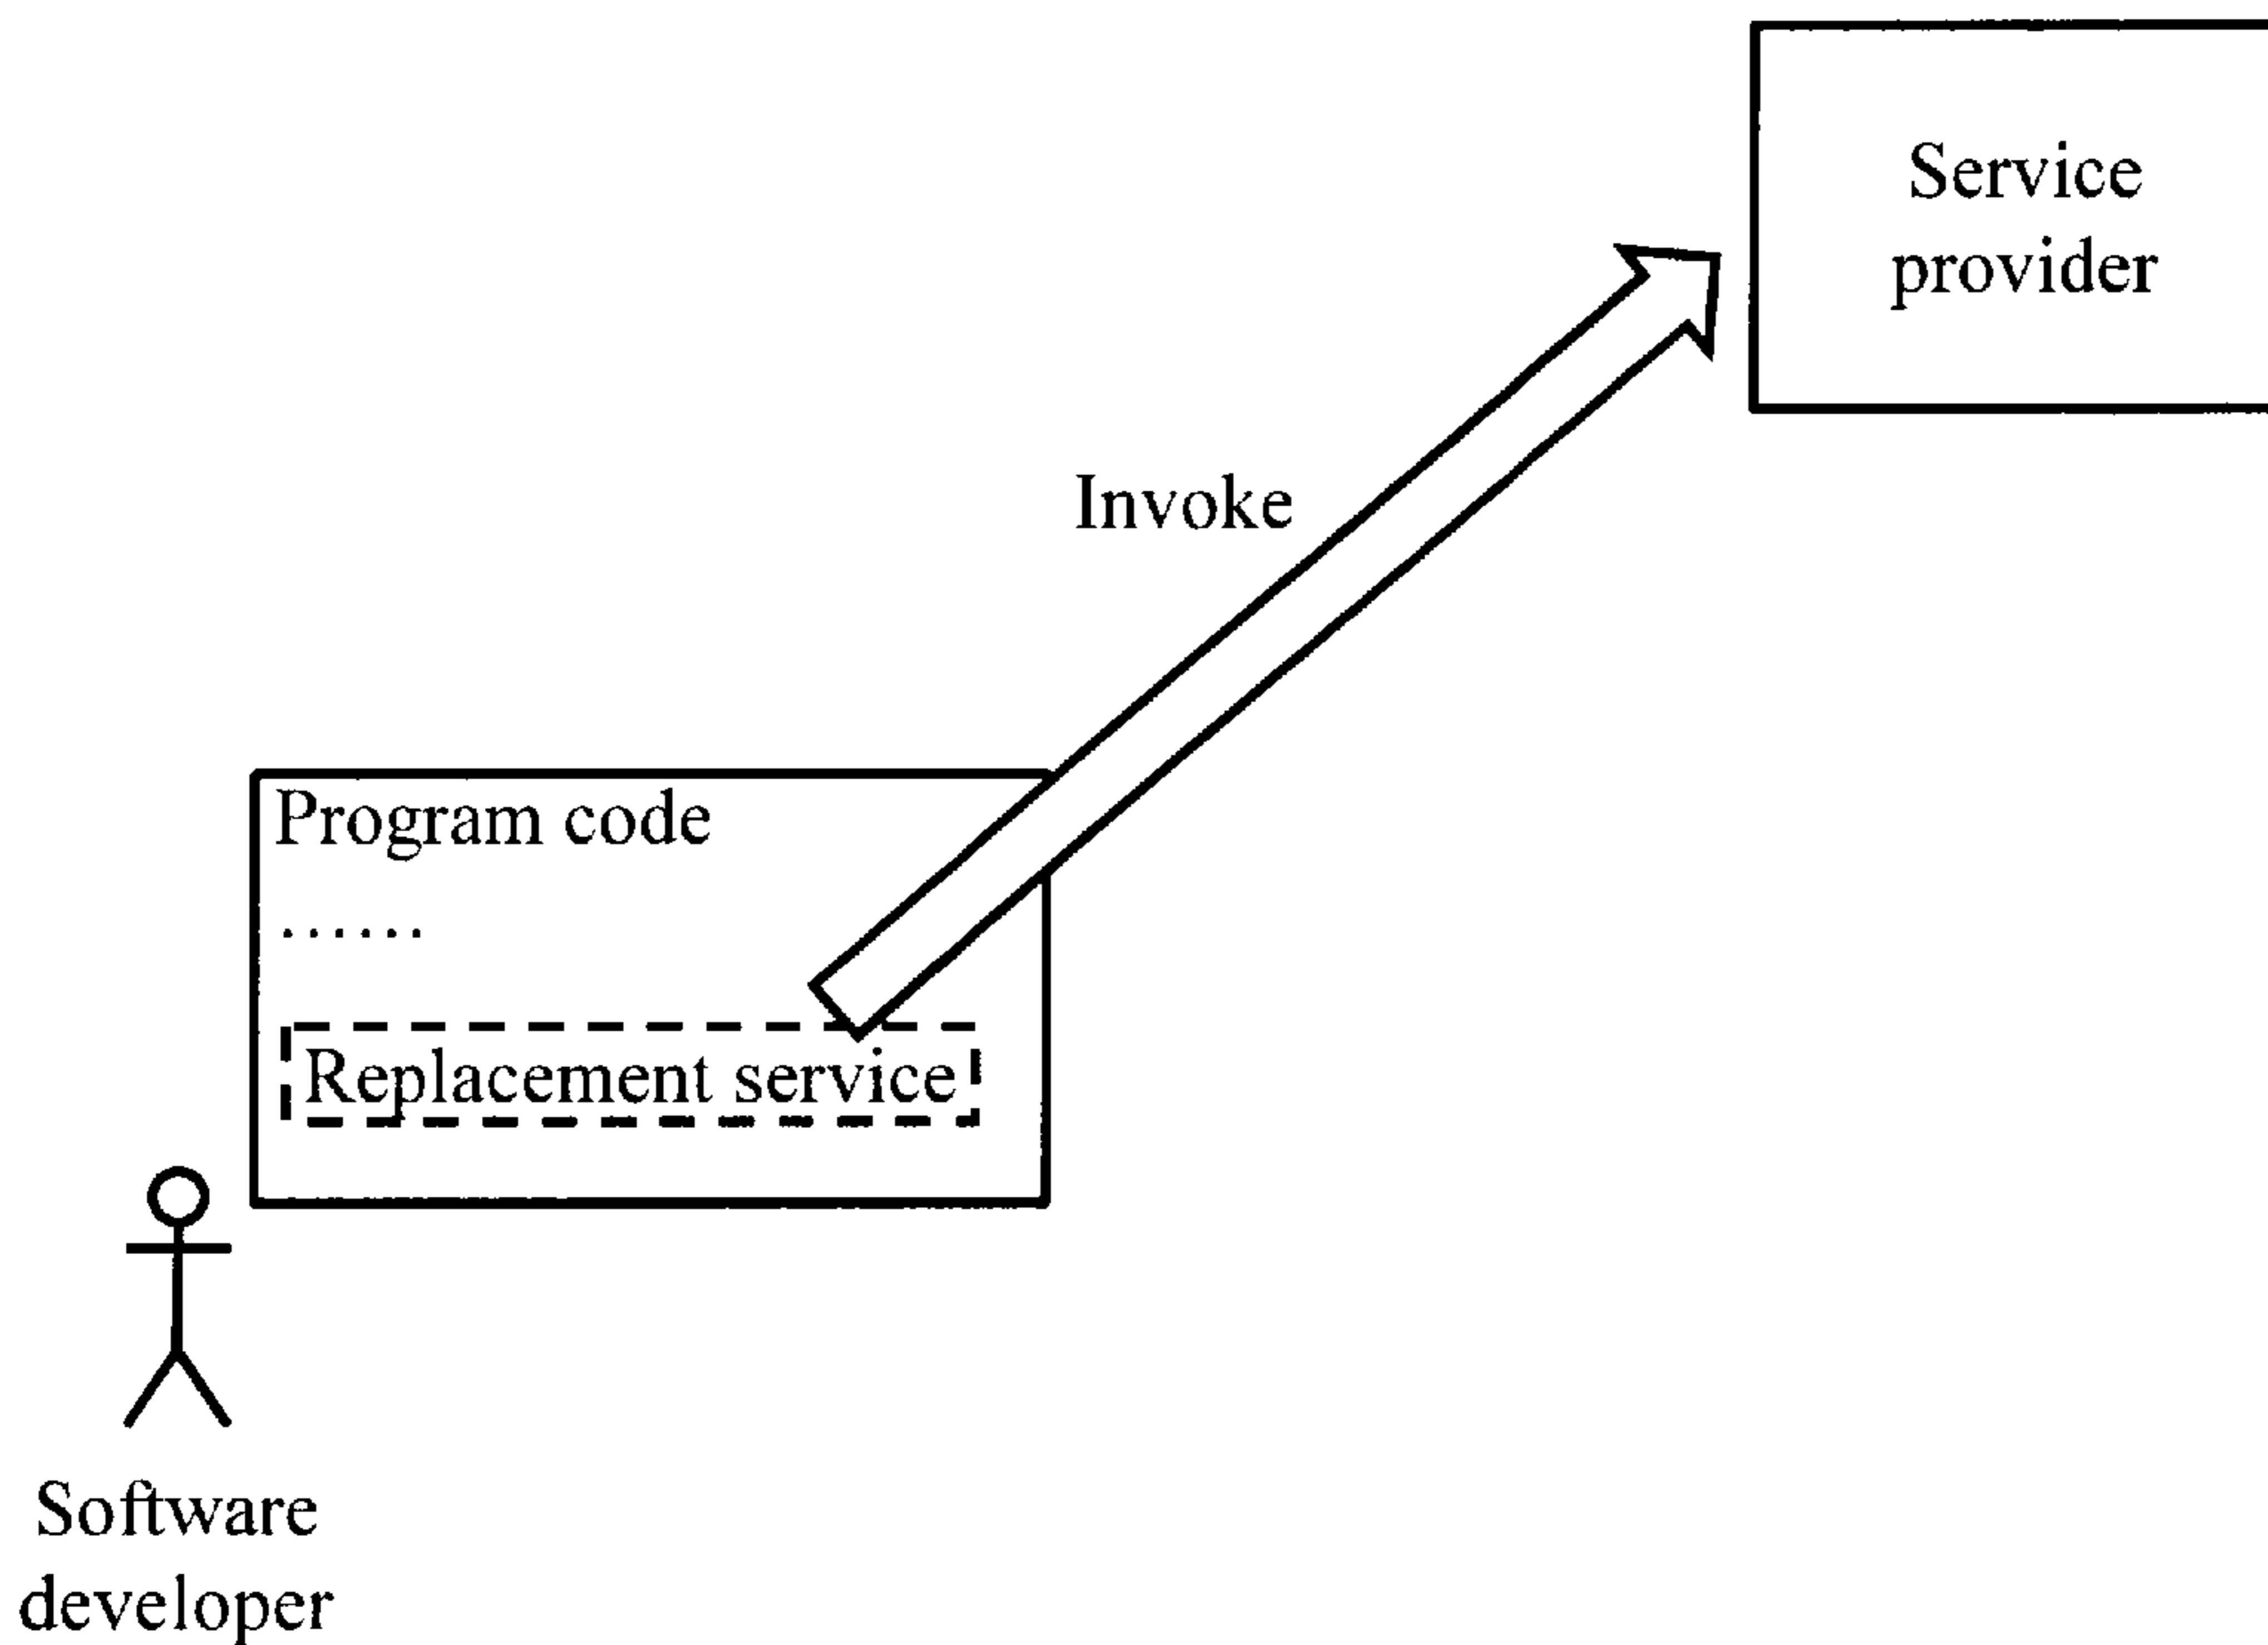 Service
provider
Invoke
Program code
......
Replacement service
Software
developer